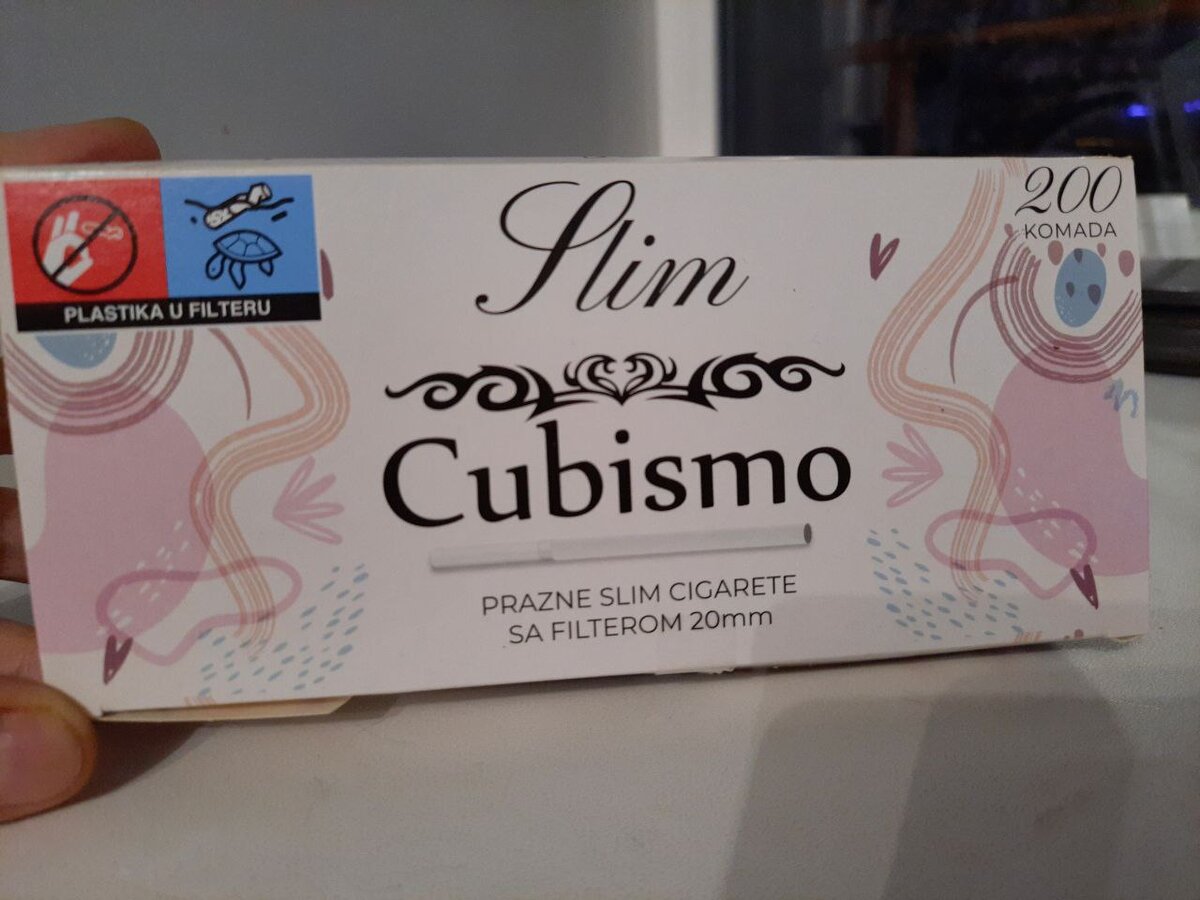 PLASTIKA U FILTERU
Slim
200
KOMADA
Cubismo
PRAZNE SLIM CIGARETE
SA FILTEROM 20mm